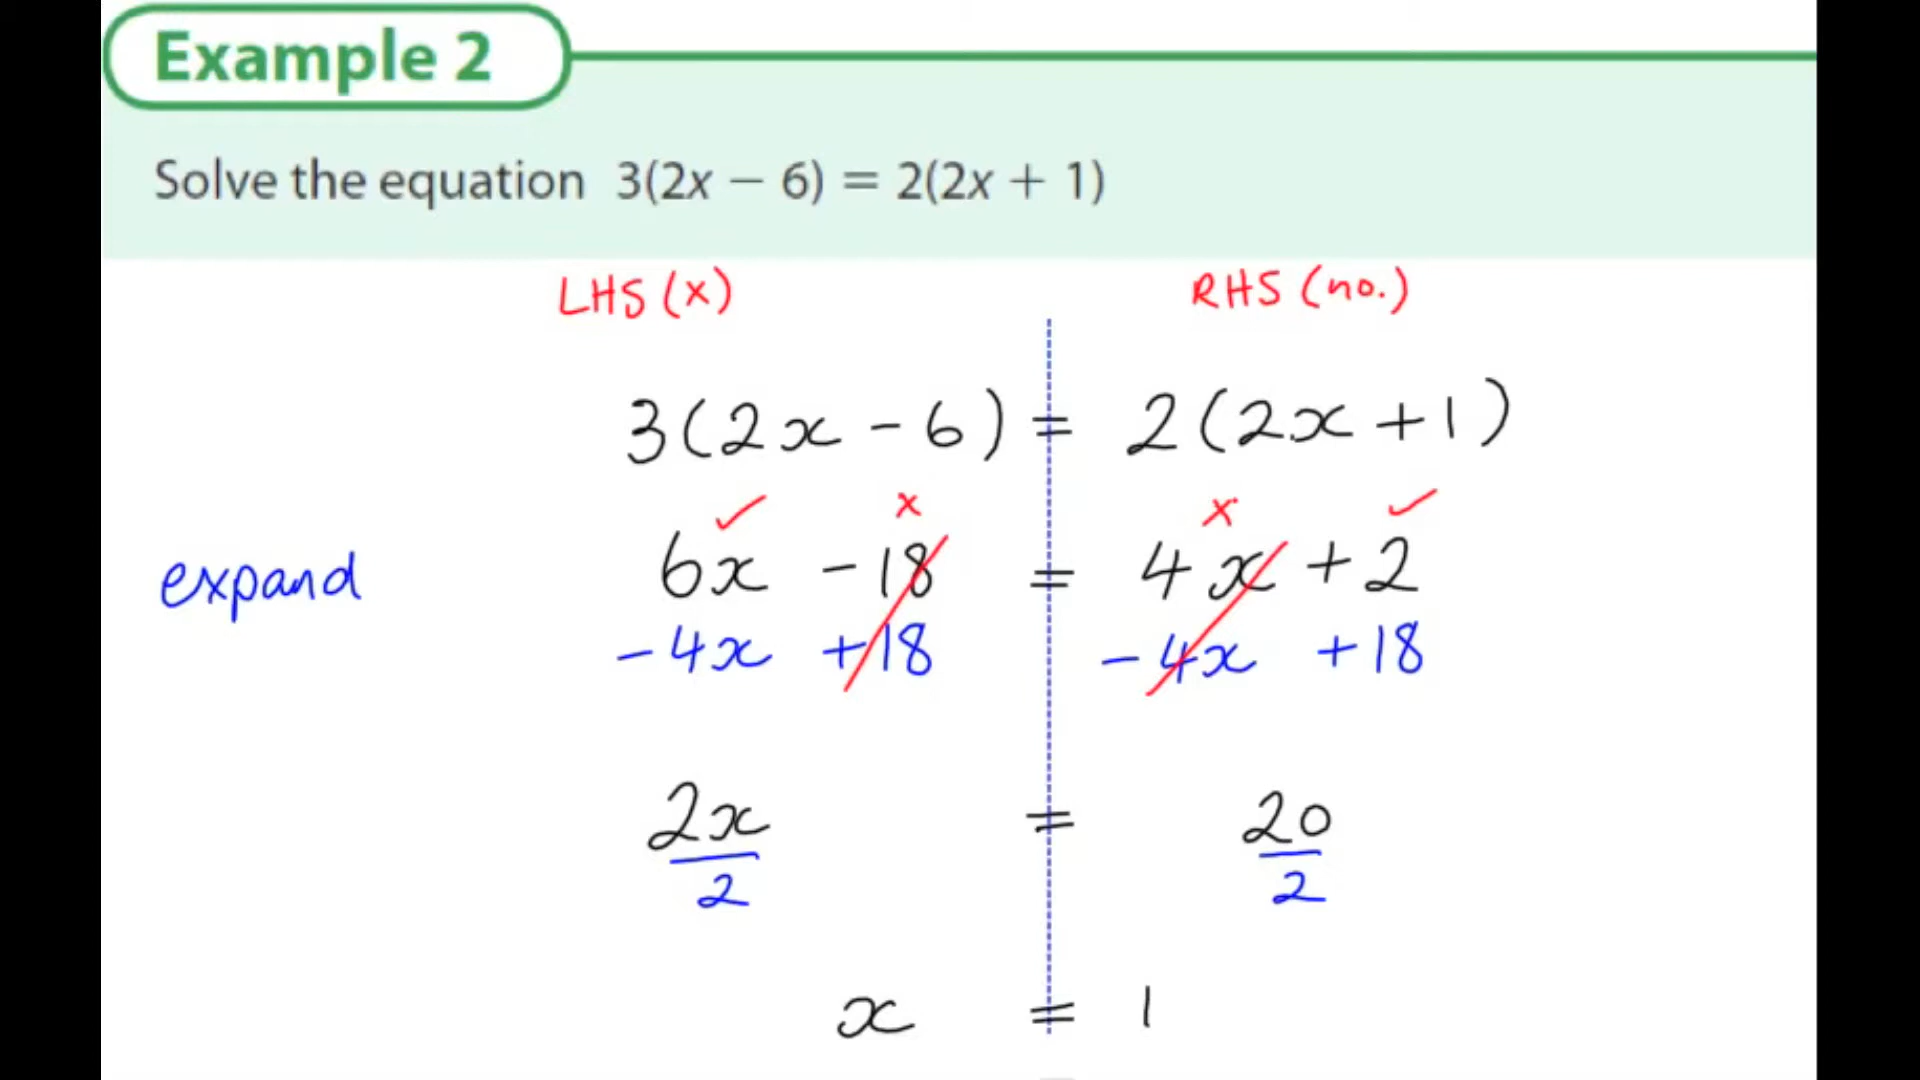 Example 2
Solve the equation 3(2x − 6) = 2(2x + 1)
LHS (x) RHS (no.)
3(2x - 6) = 2(2x + 1)
✓ x x ✓
expand 6x - 18 = 4x + 2
- 4x + 18 - 4x + 18
2x = 20
2 2
x = 1